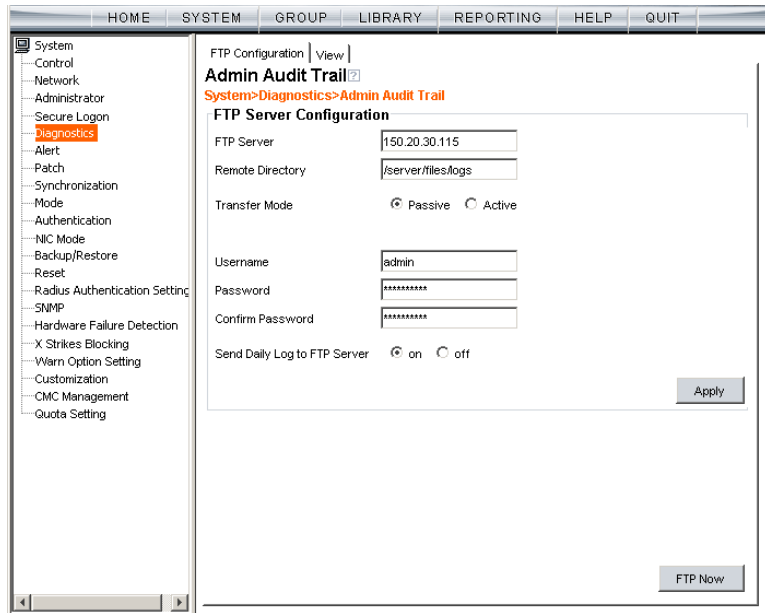 HOME SYSTEM GROUP LIBRARY REPORTING HELP QUIT
System
Control
Network
Administrator
Secure Logon
Diagnostics
Alert
Patch
Synchronization
Mode
Authentication
NIC Mode
Backup/Restore
Reset
Radius Authentication Setting
SNMP
Hardware Failure Detection
X Strikes Blocking
Warn Option Setting
Customization
CMC Management
Quota Setting
FTP Configuration View
Admin Audit Trail ?
System>Diagnostics>Admin Audit Trail
FTP Server Configuration
FTP Server 150.20.30.115
Remote Directory /server/files/logs
Transfer Mode Passive Active
Username admin
Password **********
Confirm Password **********
Send Daily Log to FTP Server on off
Apply
FTP Now